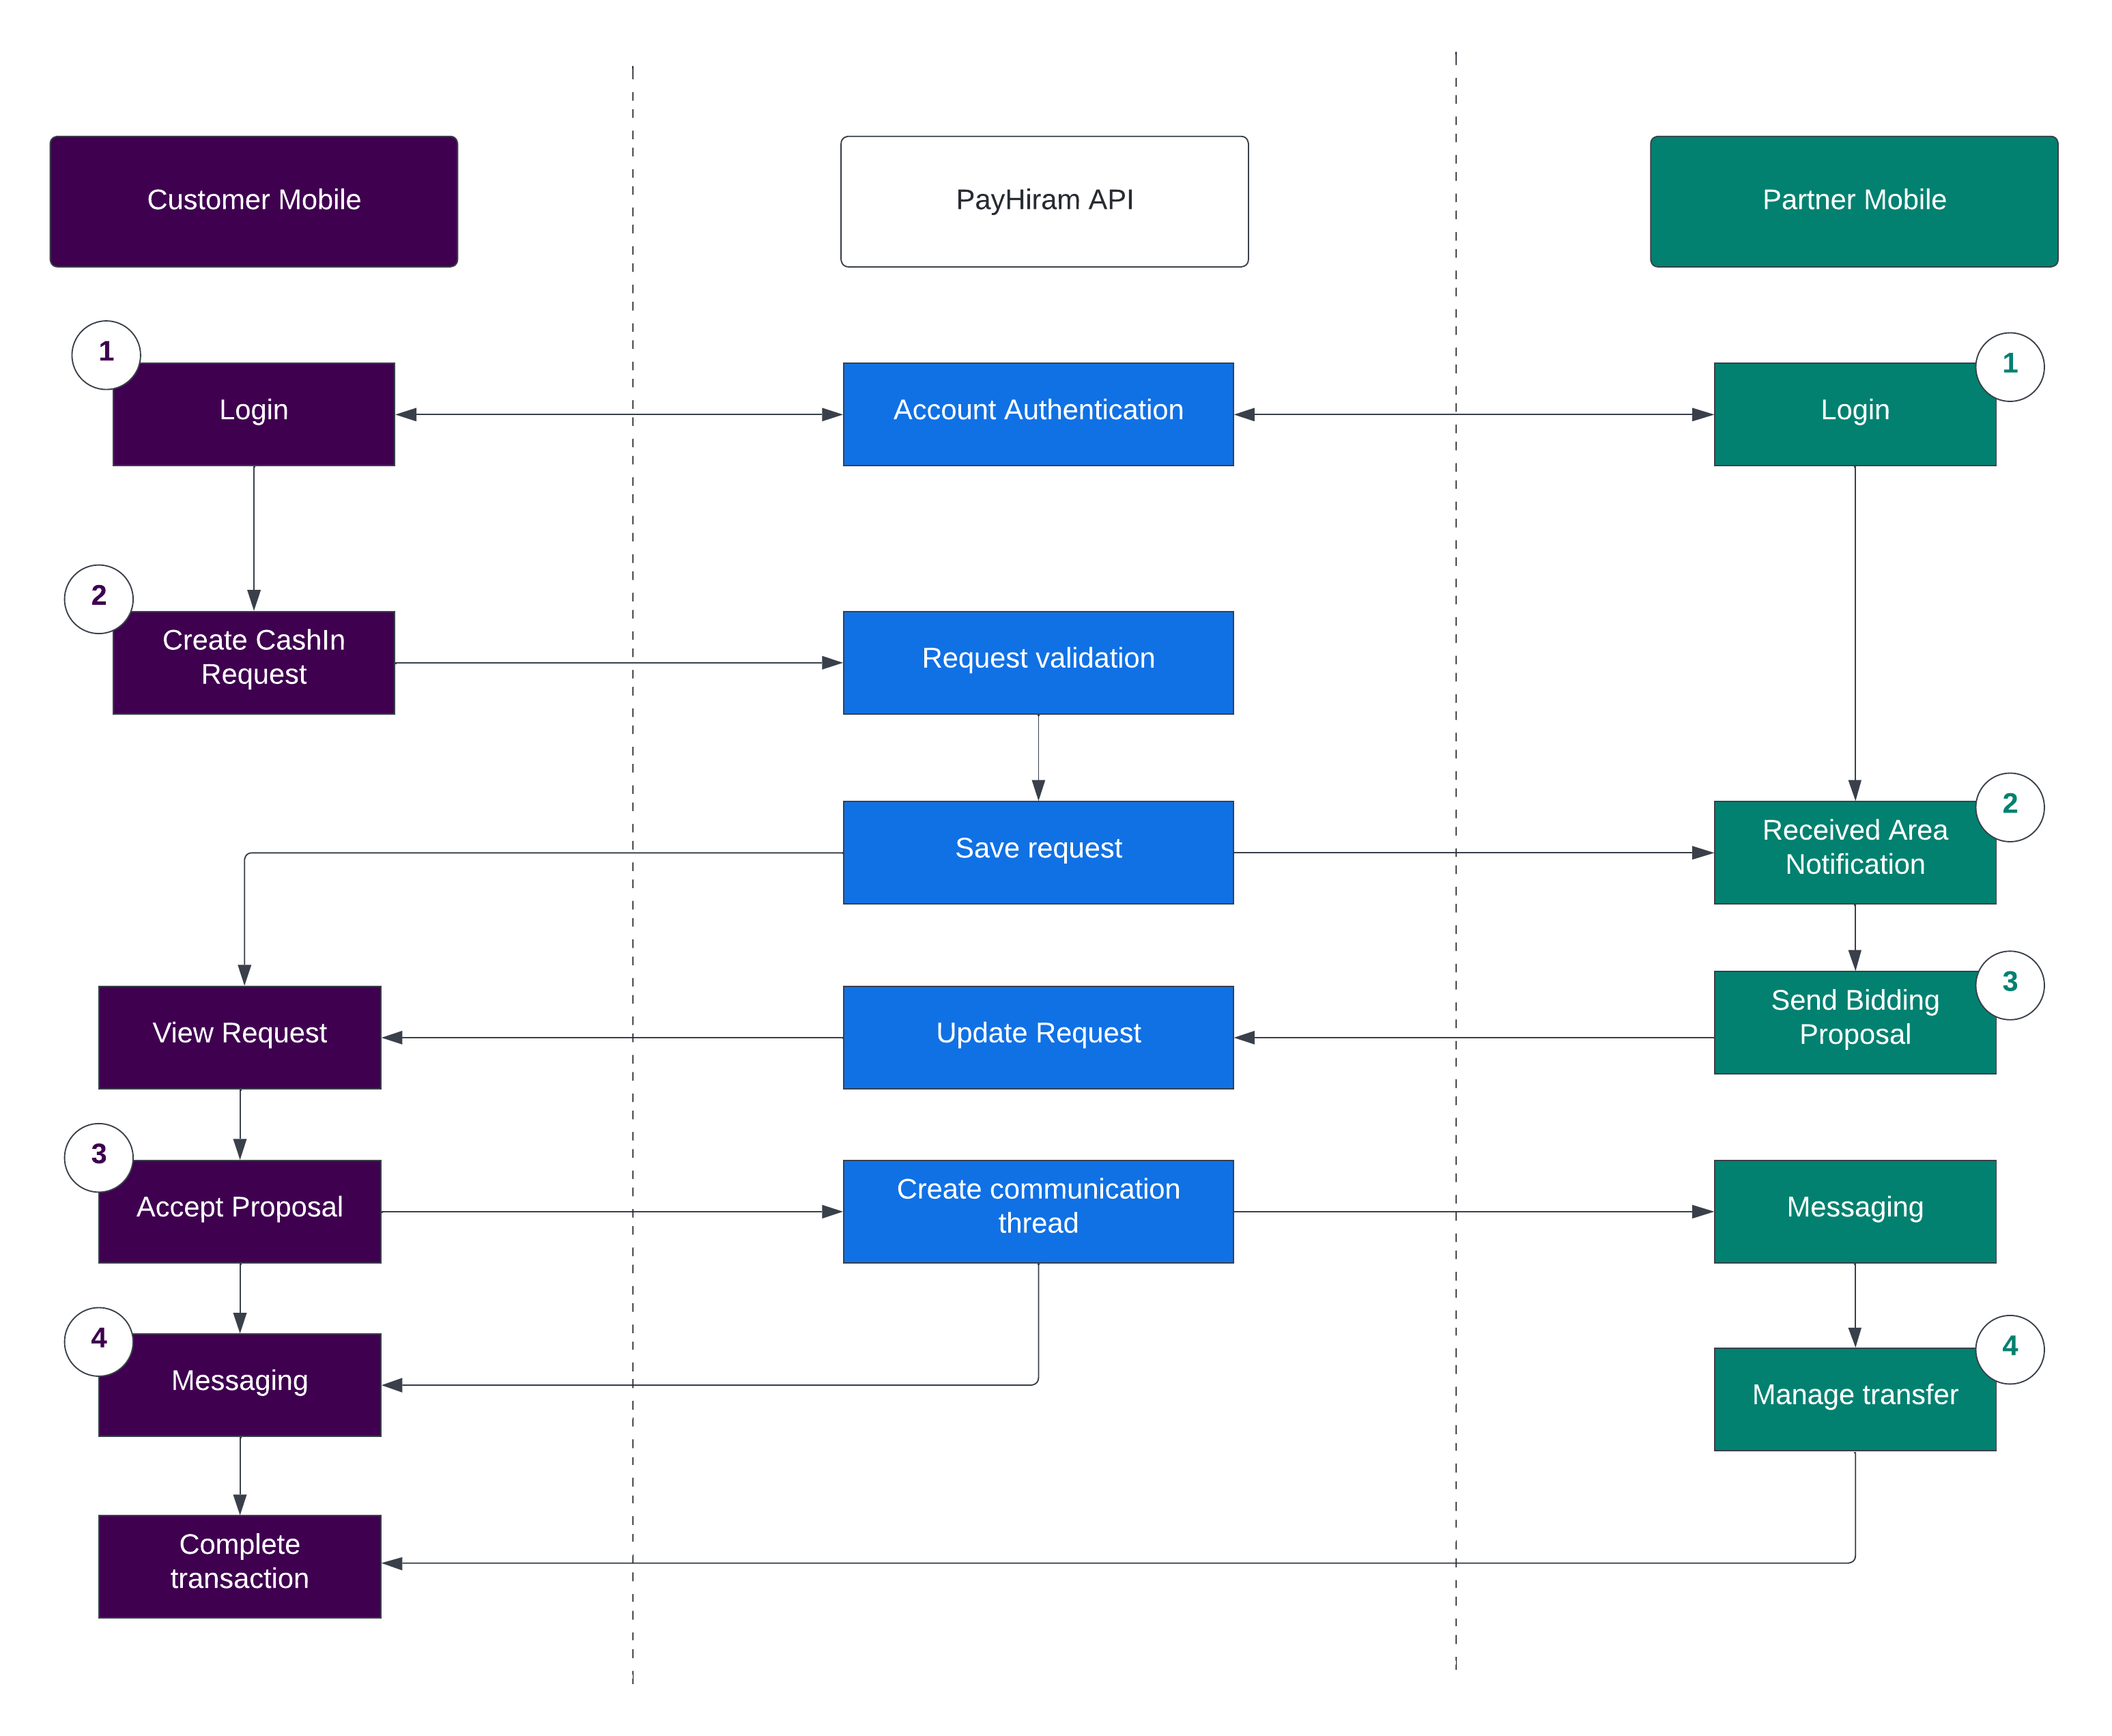 Customer Mobile
PayHiram API
Partner Mobile
1
Login
Account Authentication
Login
1
2
Create CashIn
Request
Request validation
Save request
Received Area
Notification
2
View Request
Update Request
Send Bidding
Proposal
3
3
Accept Proposal
Create communication
thread
Messaging
4
Messaging
Manage transfer
4
Complete
transaction